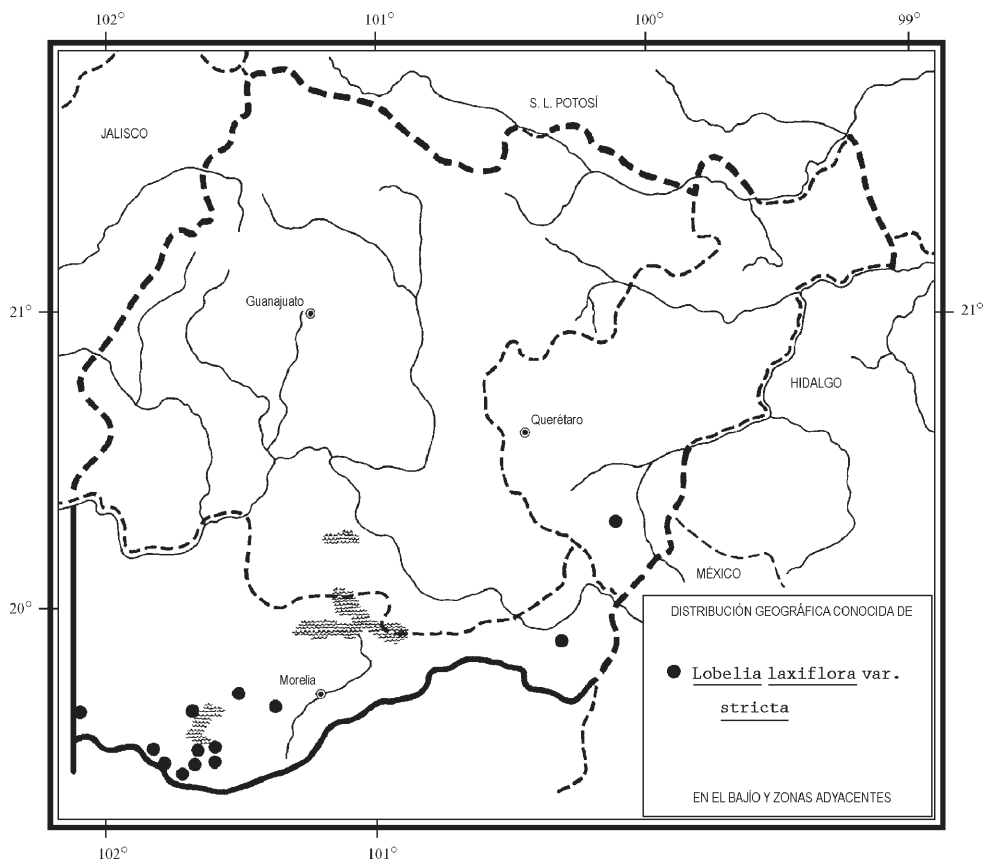 102°
101°
100°
99°
S. L. POTOSÍ
JALISCO
Guanajuato
21°
21°
HIDALGO
Querétaro
MÉXICO
20°
DISTRIBUCIÓN GEOGRÁFICA CONOCIDA DE
Lobelia laxiflora var.
stricta
EN EL BAJÍO Y ZONAS ADYACENTES
Morelia
102°
101°